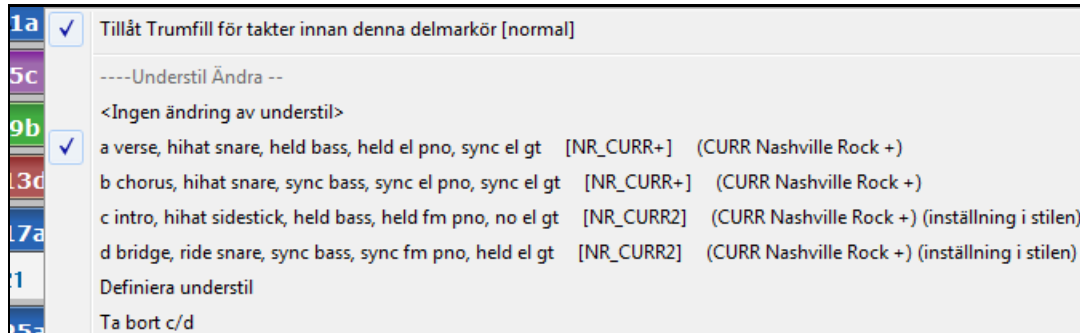 1a
Tillåt Trumfill för takter innan denna delmarkör [normal]
5c
----Understil Ändra --
<Ingen ändring av understil>
9b
a verse, hihat snare, held bass, held el pno, sync el gt [NR_CURR+] (CURR Nashville Rock +)
13d
b chorus, hihat snare, sync bass, sync el pno, sync el gt [NR_CURR+] (CURR Nashville Rock +)
c intro, hihat sidestick, held bass, held fm pno, no el gt [NR_CURR2] (CURR Nashville Rock +) (inställning i stilen)
17a
d bridge, ride snare, sync bass, sync fm pno, held el gt [NR_CURR2] (CURR Nashville Rock +) (inställning i stilen)
21
Definiera understil
Ta bort c/d